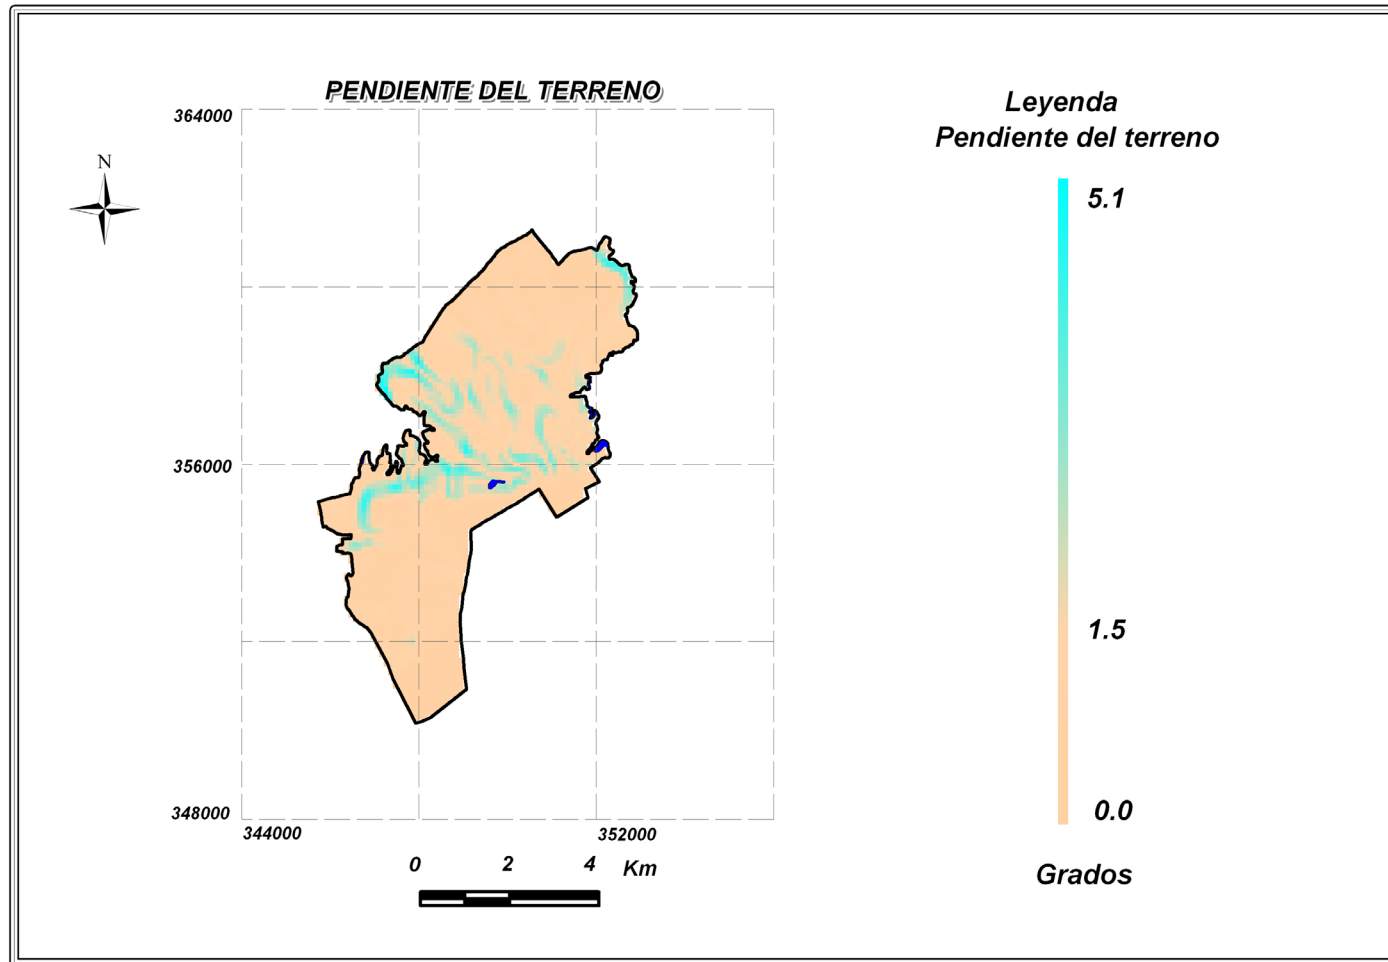 PENDIENTE DEL TERRENO
364000
N
356000
348000
344000
352000
0 2 4 Km
Leyenda
Pendiente del terreno
5.1
1.5
0.0
Grados